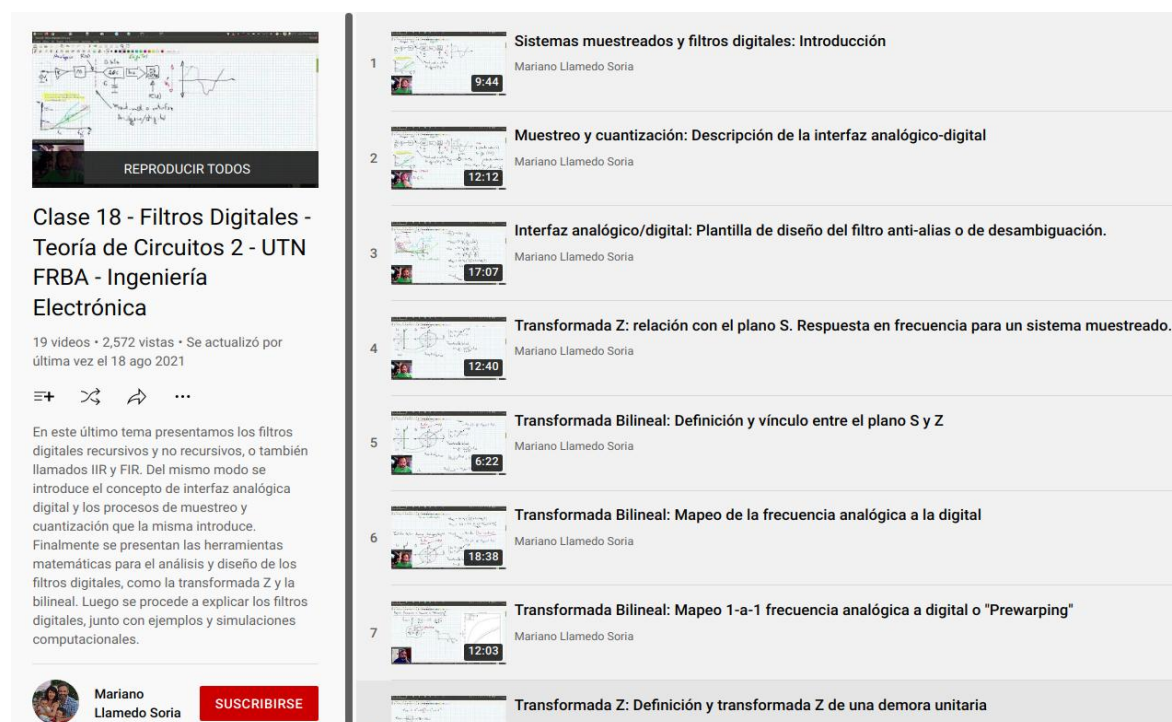 REPRODUCIR TODOS
Clase 18 - Filtros Digitales -
Teoría de Circuitos 2 - UTN
FRBA - Ingeniería
Electrónica
19 videos • 2,572 vistas • Se actualizó por
última vez el 18 ago 2021
En este último tema presentamos los filtros
digitales recursivos y no recursivos, o también
llamados IIR y FIR. Del mismo modo se
introduce el concepto de interfaz analógica
digital y los procesos de muestreo y
cuantización que la misma introduce.
Finalmente se presentan las herramientas
matemáticas para el análisis y diseño de los
filtros digitales, como la transformada Z y la
bilineal. Luego se procede a explicar los filtros
digitales, junto con ejemplos y simulaciones
computacionales.
Mariano
Llamedo Soria
SUSCRIBIRSE
1
9:44
Sistemas muestreados y filtros digitales: Introducción
Mariano Llamedo Soria
2
12:12
Muestreo y cuantización: Descripción de la interfaz analógico-digital
Mariano Llamedo Soria
3
17:07
Interfaz analógico/digital: Plantilla de diseño del filtro anti-alias o de desambiguación.
Mariano Llamedo Soria
4
12:40
Transformada Z: relación con el plano S. Respuesta en frecuencia para un sistema muestreado.
Mariano Llamedo Soria
5
6:22
Transformada Bilineal: Definición y vínculo entre el plano S y Z
Mariano Llamedo Soria
6
18:38
Transformada Bilineal: Mapeo de la frecuencia analógica a la digital
Mariano Llamedo Soria
7
12:03
Transformada Bilineal: Mapeo 1-a-1 frecuencia analógica a digital o "Prewarping"
Mariano Llamedo Soria
Transformada Z: Definición y transformada Z de una demora unitaria